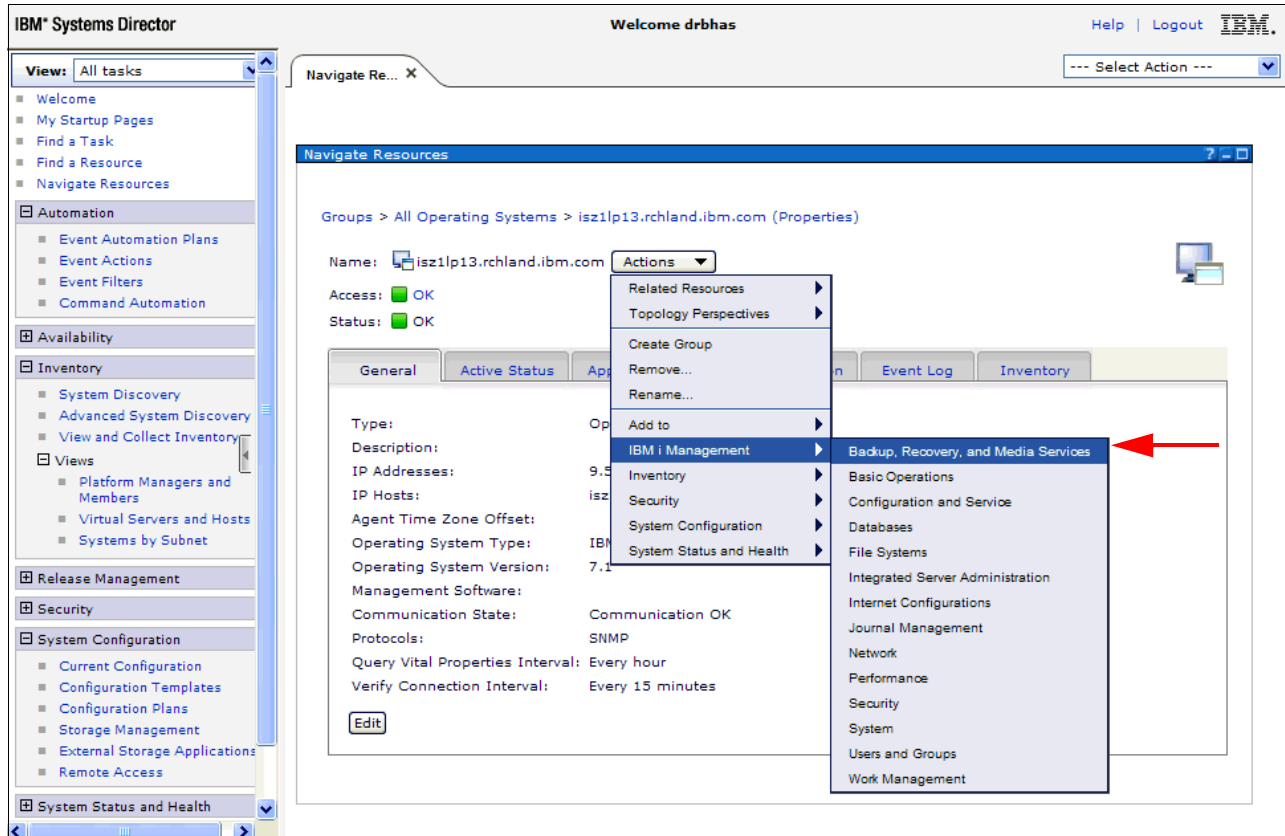 IBM® Systems Director
Welcome drbhas
Help | Logout
IBM.
View: All tasks
Welcome
My Startup Pages
Find a Task
Find a Resource
Navigate Resources
Automation
Event Automation Plans
Event Actions
Event Filters
Command Automation
Availability
Inventory
System Discovery
Advanced System Discovery
View and Collect Inventory
Views
Platform Managers and
Members
Virtual Servers and Hosts
Systems by Subnet
Release Management
Security
System Configuration
Current Configuration
Configuration Templates
Configuration Plans
Storage Management
External Storage Applications
Remote Access
System Status and Health
Navigate Re... X
--- Select Action ---
Navigate Resources
Groups > All Operating Systems > isz1lp13.rchland.ibm.com (Properties)
Name: isz1lp13.rchland.ibm.com Actions
Access: OK
Status: OK
General Active Status App n Event Log Inventory
Type: Op
Description:
IP Addresses: 9.5
IP Hosts: isz
Agent Time Zone Offset:
Operating System Type: IBM
Operating System Version: 7.1
Management Software:
Communication State: Communication OK
Protocols: SNMP
Query Vital Properties Interval: Every hour
Verify Connection Interval: Every 15 minutes
Edit
Related Resources
Topology Perspectives
Create Group
Remove...
Rename...
Add to
IBM i Management
Inventory
Security
System Configuration
System Status and Health
Backup, Recovery, and Media Services
Basic Operations
Configuration and Service
Databases
File Systems
Integrated Server Administration
Internet Configurations
Journal Management
Network
Performance
Security
System
Users and Groups
Work Management